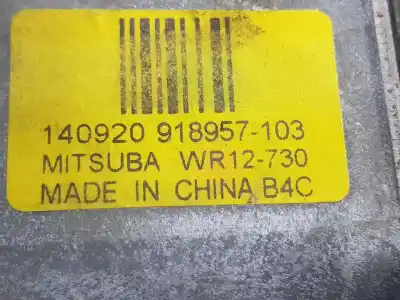 140920 918957-103
MITSUBA WR12-730
MADE IN CHINA B4C